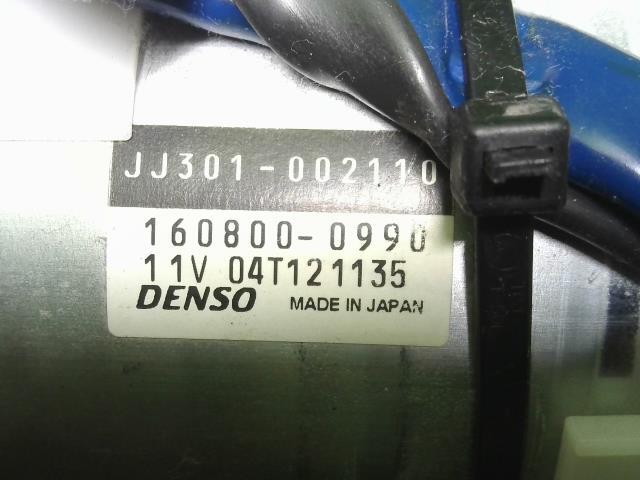 JJ301-002110
160800-0990
11V 04T121135
DENSO MADE IN JAPAN